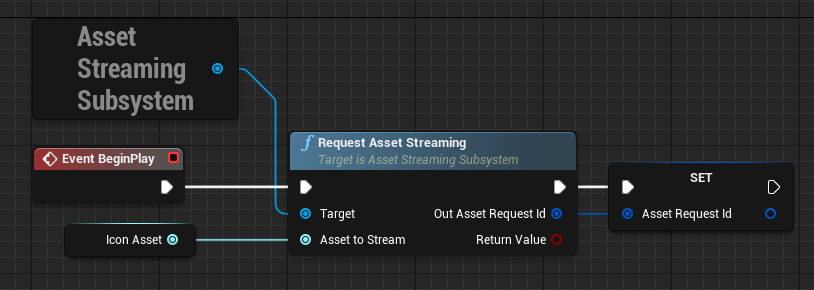 Asset
Streaming
Subsystem
Event BeginPlay
Icon Asset
f Request Asset Streaming
Target is Asset Streaming Subsystem
Target
Out Asset Request Id
Asset to Stream
Return Value
SET
Asset Request Id